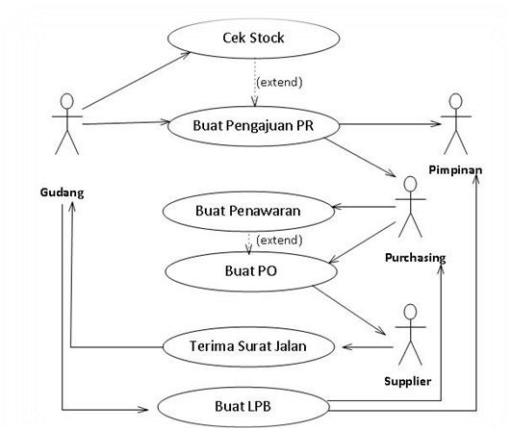 Cek Stock
(extend)
Buat Pengajuan PR
Pimpinan
Gudang
Buat Penawaran
(extend)
Purchasing
Buat PO
Terima Surat Jalan
Supplier
Buat LPB